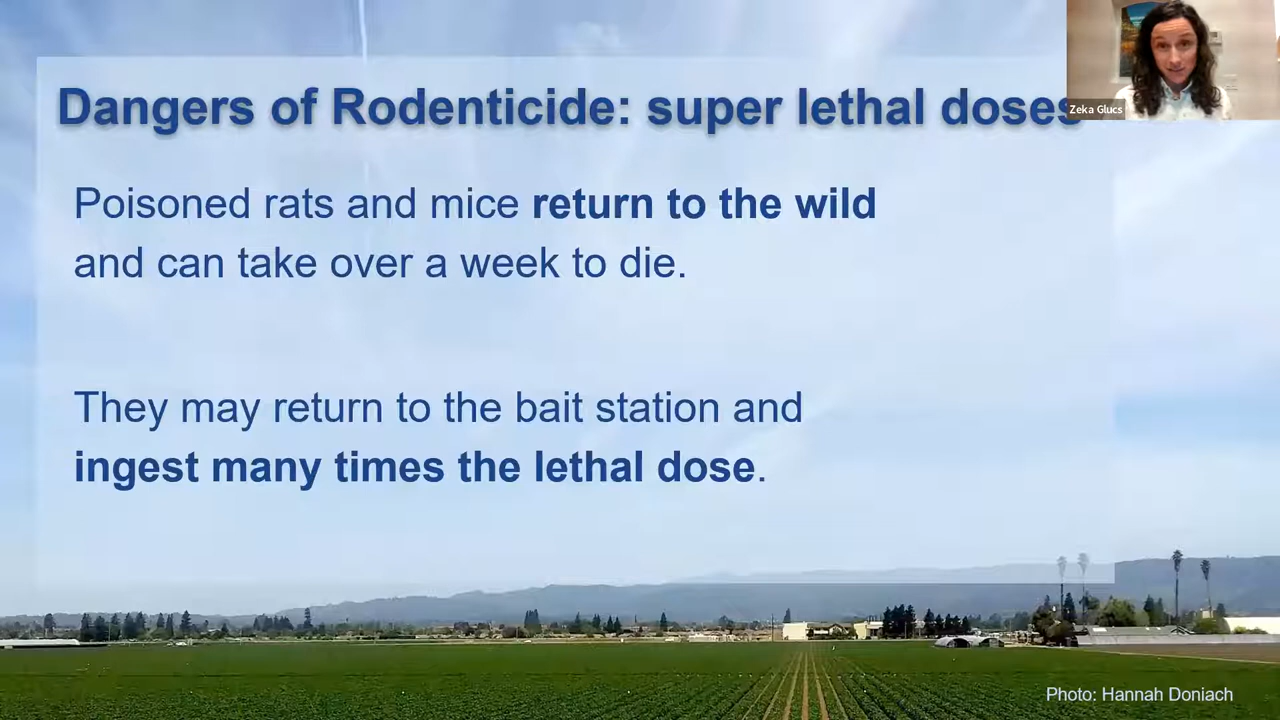 Dangers of Rodenticide: super lethal doses
Zeka Glucs
Poisoned rats and mice return to the wild
and can take over a week to die.
They may return to the bait station and
ingest many times the lethal dose.
Photo: Hannah Doniach